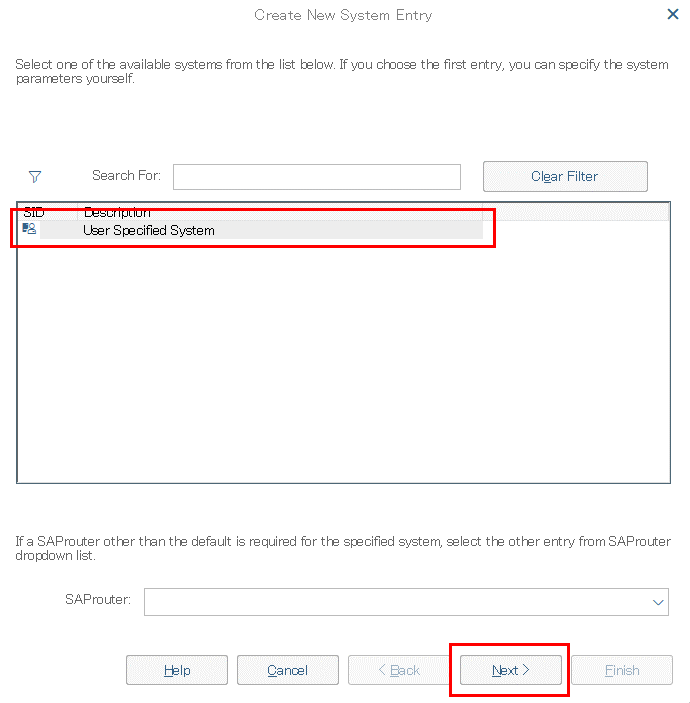 Create New System Entry
Select one of the available systems from the list below. If you choose the first entry, you can specify the system
parameters yourself.
Search For:
Clear Filter
SID Description
User Specified System
If a SAProuter other than the default is required for the specified system, select the other entry from SAProuter
dropdown list.
SAProuter:
Help Cancel < Back Next > Finish